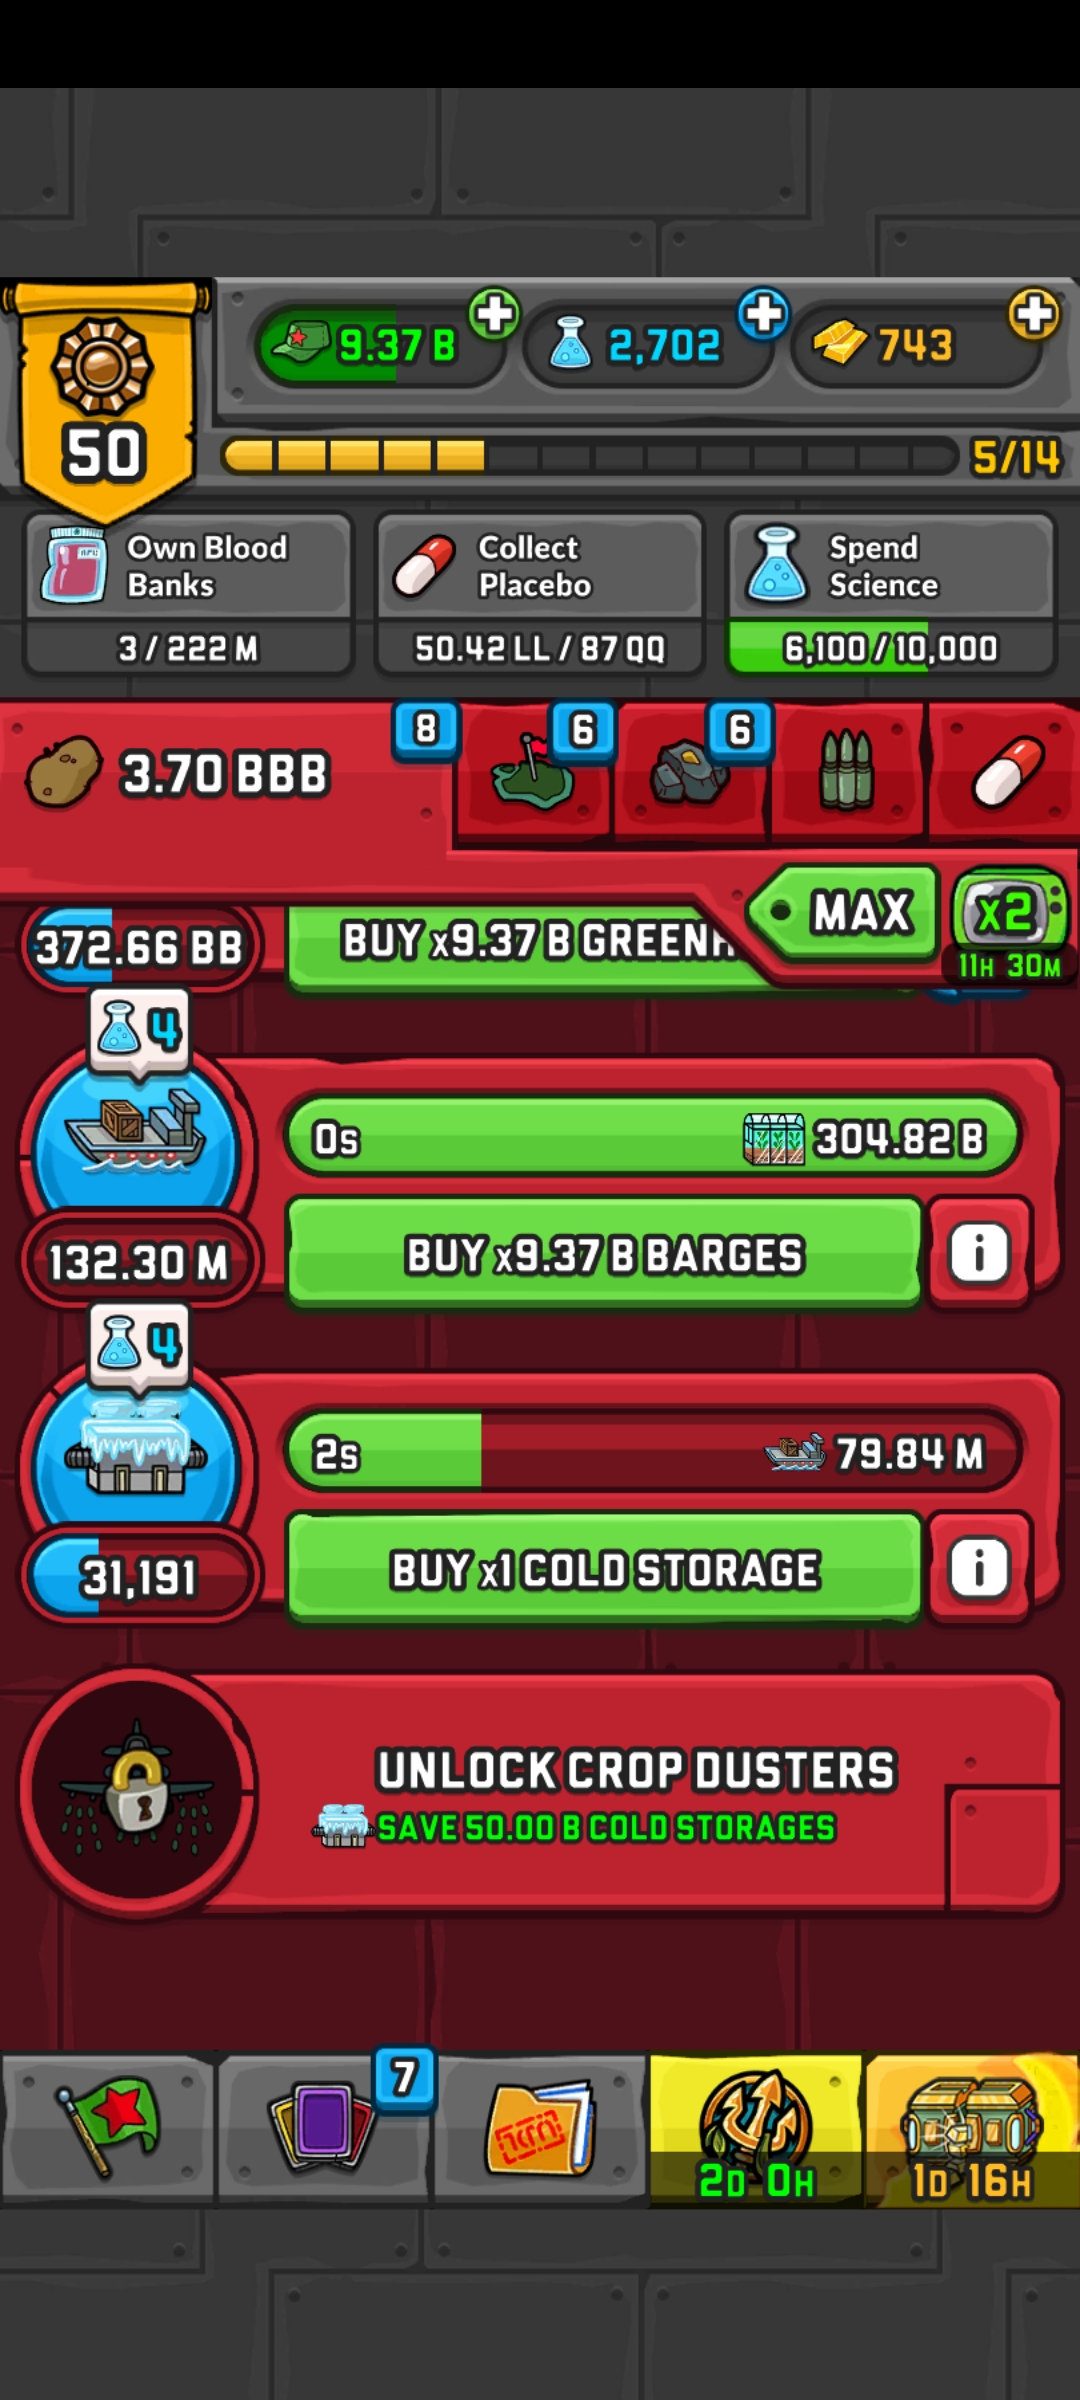 9.37 B
2,702
743
50
5/14
Own Blood
Banks
3 / 222 M
Collect
Placebo
50.42 LL / 87 QQ
Spend
Science
6,100 / 10,000
3.70 BBB
8
6
6
MAX
x2
11H 30M
372.66 BB
BUY x9.37 B GREENH
4
0s
304.82 B
132.30 M
BUY x9.37 B BARGES
i
4
2s
79.84 M
31,191
BUY x1 COLD STORAGE
i
UNLOCK CROP DUSTERS
SAVE 50.00 B COLD STORAGES
7
2D 0H
1D 16H